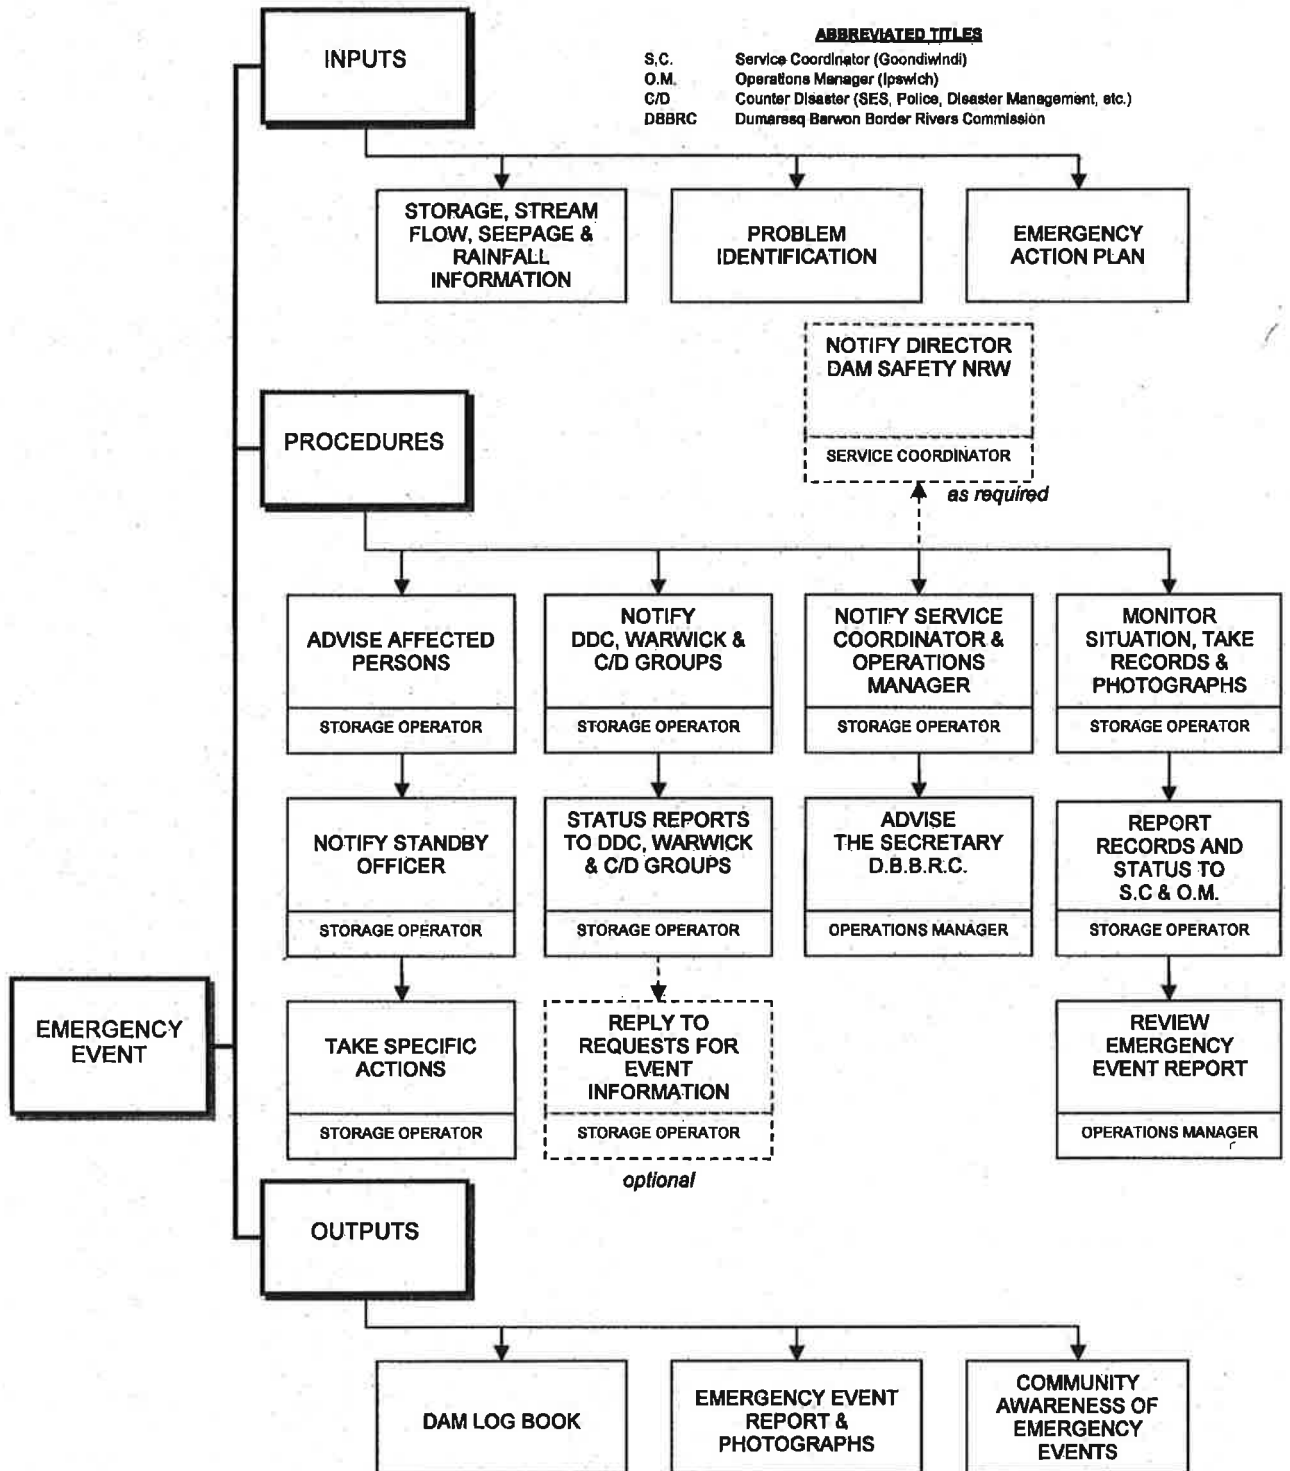 INPUTS
ABBREVIATED TITLES
S.C. Service Coordinator (Goondiwindi)
O.M. Operations Manager (Ipswich)
C/D Counter Disaster (SES, Police, Disaster Management, etc.)
DBBRC Dumaresq Barwon Border Rivers Commission
STORAGE, STREAM
FLOW, SEEPAGE &
RAINFALL
INFORMATION
PROBLEM
IDENTIFICATION
EMERGENCY
ACTION PLAN
NOTIFY DIRECTOR
DAM SAFETY NRW
SERVICE COORDINATOR
as required
PROCEDURES
ADVISE AFFECTED
PERSONS
STORAGE OPERATOR
NOTIFY
DDC, WARWICK &
C/D GROUPS
STORAGE OPERATOR
NOTIFY SERVICE
COORDINATOR &
OPERATIONS
MANAGER
STORAGE OPERATOR
MONITOR
SITUATION, TAKE
RECORDS &
PHOTOGRAPHS
STORAGE OPERATOR
NOTIFY STANDBY
OFFICER
STORAGE OPERATOR
STATUS REPORTS
TO DDC, WARWICK
& C/D GROUPS
STORAGE OPERATOR
ADVISE
THE SECRETARY
D.B.B.R.C.
OPERATIONS MANAGER
REPORT
RECORDS AND
STATUS TO
S.C & O.M.
STORAGE OPERATOR
EMERGENCY
EVENT
TAKE SPECIFIC
ACTIONS
STORAGE OPERATOR
REPLY TO
REQUESTS FOR
EVENT
INFORMATION
STORAGE OPERATOR
optional
REVIEW
EMERGENCY
EVENT REPORT
OPERATIONS MANAGER
OUTPUTS
DAM LOG BOOK
EMERGENCY EVENT
REPORT &
PHOTOGRAPHS
COMMUNITY
AWARENESS OF
EMERGENCY
EVENTS